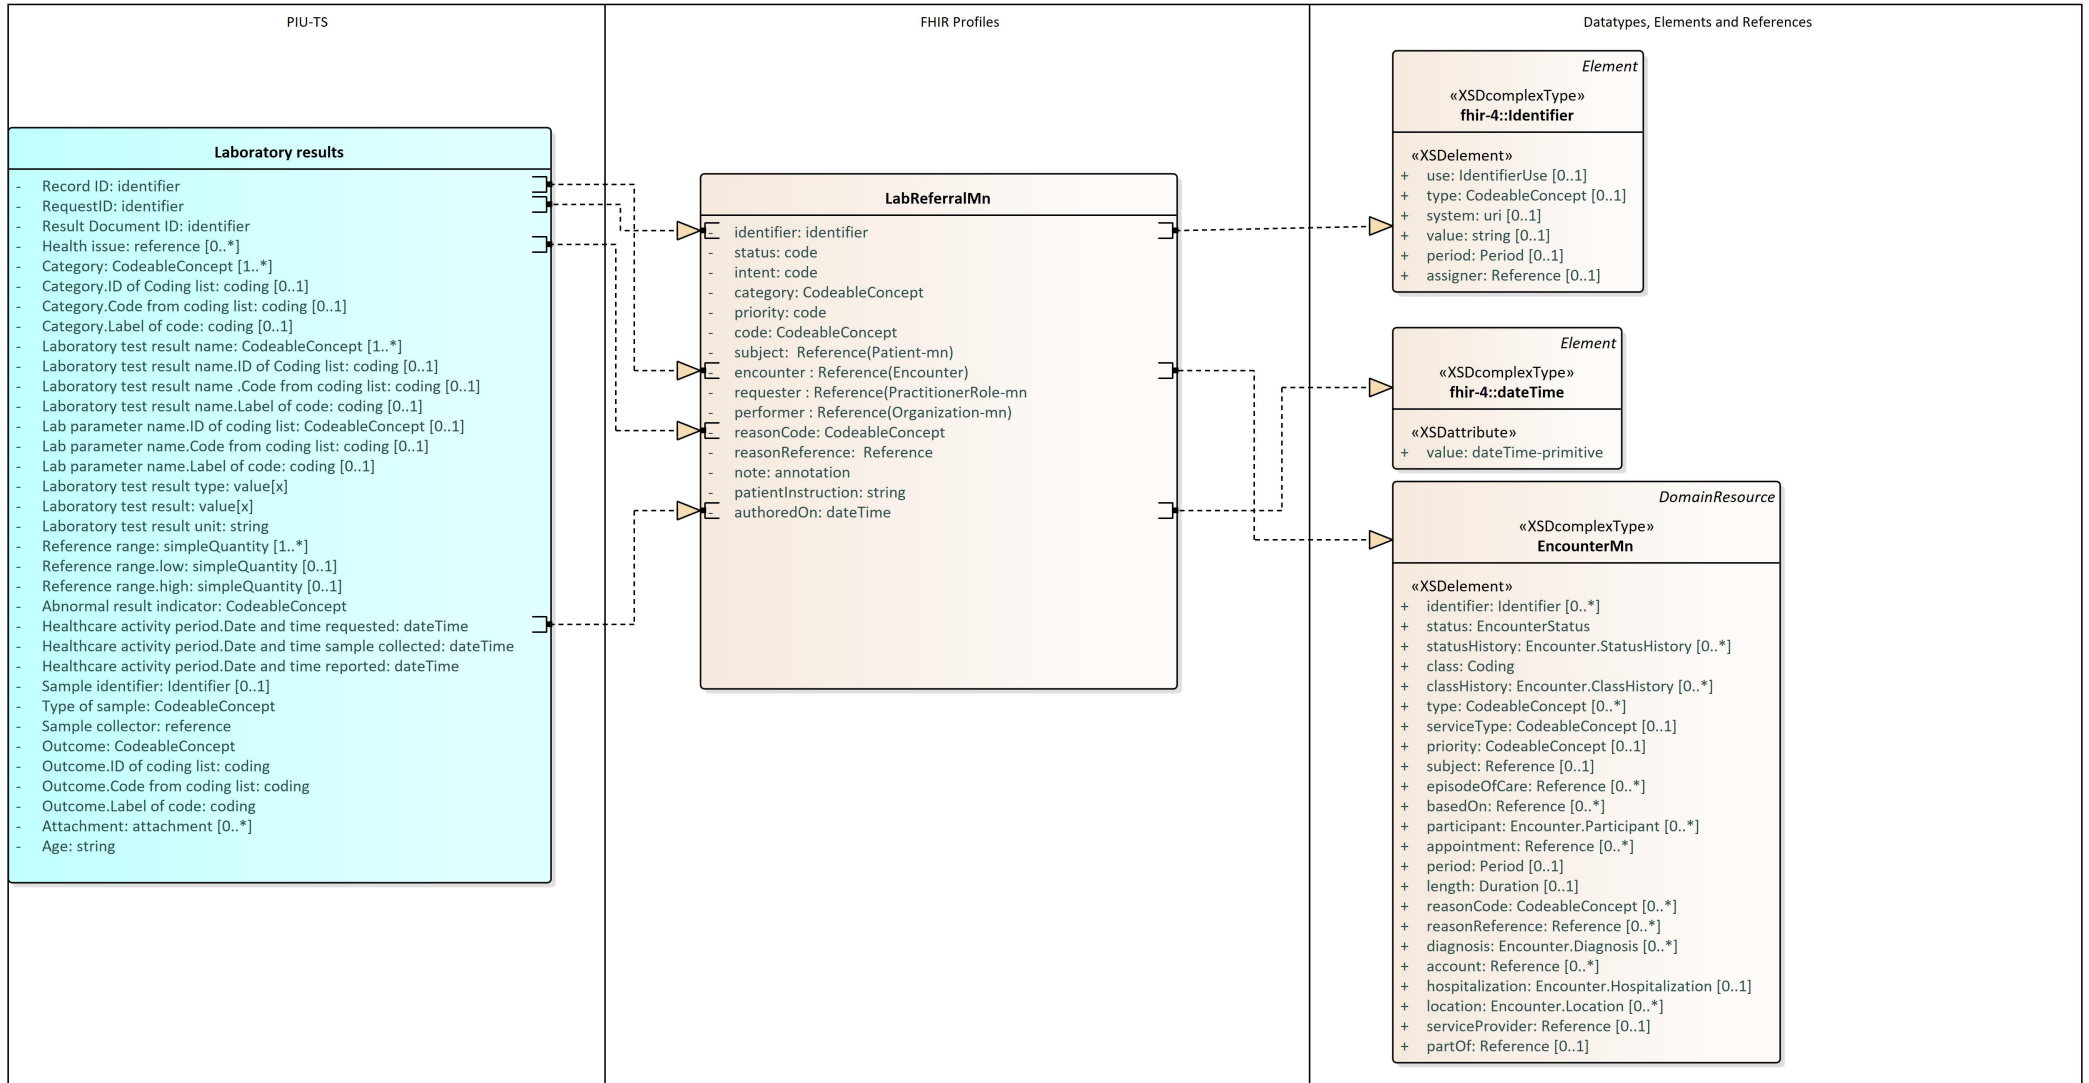 PIU-TS
FHIR Profiles
Datatypes, Elements and References
Laboratory results
- Record ID: identifier
- RequestID: identifier
- Result Document ID: identifier
- Health issue: reference [0..*]
- Category: CodeableConcept [1..*]
- Category.ID of Coding list: coding [0..1]
- Category.Code from coding list: coding [0..1]
- Category.Label of code: coding [0..1]
- Laboratory test result name: CodeableConcept [1..*]
- Laboratory test result name.ID of Coding list: coding [0..1]
- Laboratory test result name .Code from coding list: coding [0..1]
- Laboratory test result name.Label of code: coding [0..1]
- Lab parameter name.ID of coding list: CodeableConcept [0..1]
- Lab parameter name.Code from coding list: coding [0..1]
- Lab parameter name.Label of code: coding [0..1]
- Laboratory test result type: value[x]
- Laboratory test result: value[x]
- Laboratory test result unit: string
- Reference range: simpleQuantity [1..*]
- Reference range.low: simpleQuantity [0..1]
- Reference range.high: simpleQuantity [0..1]
- Abnormal result indicator: CodeableConcept
- Healthcare activity period.Date and time requested: dateTime
- Healthcare activity period.Date and time sample collected: dateTime
- Healthcare activity period.Date and time reported: dateTime
- Sample identifier: Identifier [0..1]
- Type of sample: CodeableConcept
- Sample collector: reference
- Outcome: CodeableConcept
- Outcome.ID of coding list: coding
- Outcome.Code from coding list: coding
- Outcome.Label of code: coding
- Attachment: attachment [0..*]
- Age: string
LabReferralMn
- identifier: identifier
- status: code
- intent: code
- category: CodeableConcept
- priority: code
- code: CodeableConcept
- subject:  Reference(Patient-mn)
- encounter : Reference(Encounter)
- requester : Reference(PractitionerRole-mn
- performer : Reference(Organization-mn)
- reasonCode: CodeableConcept
- reasonReference:  Reference
- note: annotation
- patientInstruction: string
- authoredOn: dateTime
Element
«XSDcomplexType»
fhir-4::Identifier
«XSDelement»
+ use: IdentifierUse [0..1]
+ type: CodeableConcept [0..1]
+ system: uri [0..1]
+ value: string [0..1]
+ period: Period [0..1]
+ assigner: Reference [0..1]
Element
«XSDcomplexType»
fhir-4::dateTime
«XSDattribute»
+ value: dateTime-primitive
DomainResource
«XSDcomplexType»
EncounterMn
«XSDelement»
+ identifier: Identifier [0..*]
+ status: EncounterStatus
+ statusHistory: Encounter.StatusHistory [0..*]
+ class: Coding
+ classHistory: Encounter.ClassHistory [0..*]
+ type: CodeableConcept [0..*]
+ serviceType: CodeableConcept [0..1]
+ priority: CodeableConcept [0..1]
+ subject: Reference [0..1]
+ episodeOfCare: Reference [0..*]
+ basedOn: Reference [0..*]
+ participant: Encounter.Participant [0..*]
+ appointment: Reference [0..*]
+ period: Period [0..1]
+ length: Duration [0..1]
+ reasonCode: CodeableConcept [0..*]
+ reasonReference: Reference [0..*]
+ diagnosis: Encounter.Diagnosis [0..*]
+ account: Reference [0..*]
+ hospitalization: Encounter.Hospitalization [0..1]
+ location: Encounter.Location [0..*]
+ serviceProvider: Reference [0..1]
+ partOf: Reference [0..1]